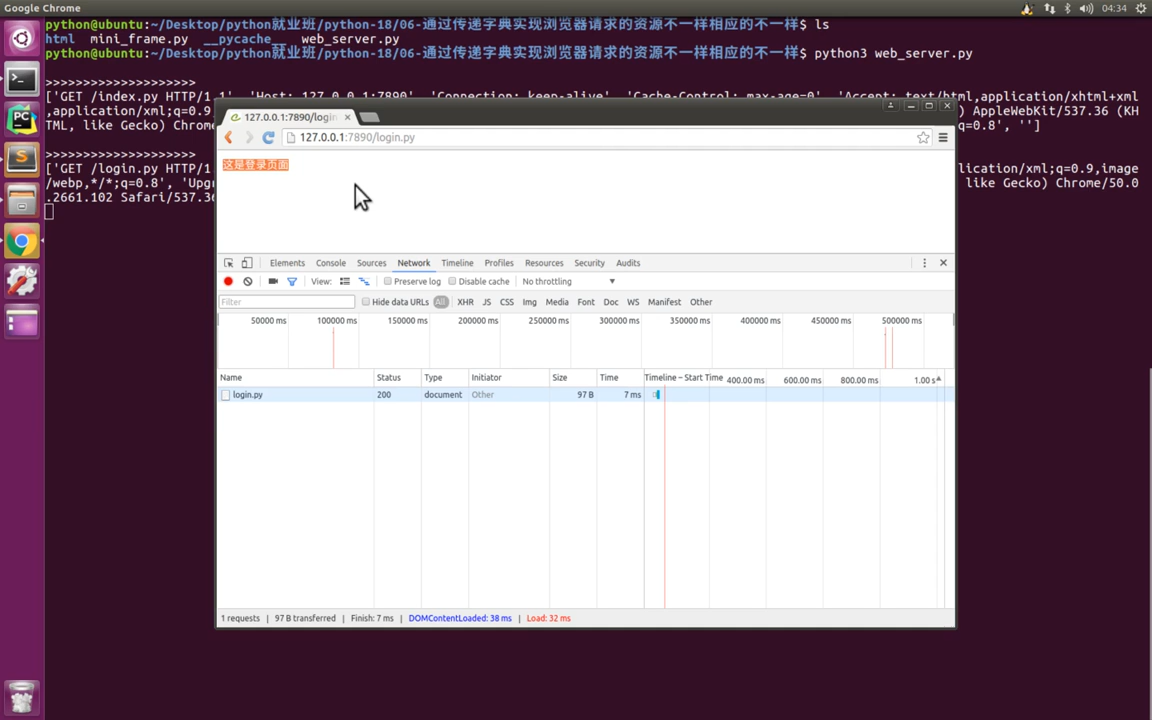 Google Chrome
04:34
python@ubuntu:~/Desktop/python就业班/python-18/06-通过传递字典实现浏览器请求的资源不一样相应的不一样$ ls
html mini_frame.py __pycache__ web_server.py
python@ubuntu:~/Desktop/python就业班/python-18/06-通过传递字典实现浏览器请求的资源不一样相应的不一样$ python3 web_server.py
>>>>>>>>>>>>>>>>>>>>
['GET /index.py HTTP/1.1', 'Host: 127.0.0.1:7890', 'Connection: keep-alive', 'Cache-Control: max-age=0', 'Accept: text/html,application/xhtml+xml
,application/xml;q=0.9 ) AppleWebKit/537.36 (KH
TML, like Gecko) Chrome q=0.8', '']
>>>>>>>>>>>>>>>>>>>>
['GET /login.py HTTP/1 lication/xml;q=0.9,image
/webp,*/*;q=0.8', 'Upg like Gecko) Chrome/50.0
.2661.102 Safari/537.36
127.0.0.1:7890/login
127.0.0.1:7890/login.py
这是登录页面
Elements Console Sources Network Timeline Profiles Resources Security Audits
View: Preserve log Disable cache No throttling
Filter Hide data URLs All XHR JS CSS Img Media Font Doc WS Manifest Other
50000 ms 100000 ms 150000 ms 200000 ms 250000 ms 300000 ms 350000 ms 400000 ms 450000 ms 500000 ms
Name Status Type Initiator Size Time Timeline – Start Time 400.00 ms 600.00 ms 800.00 ms 1.00 s
login.py 200 document Other 97 B 7 ms
1 requests | 97 B transferred | Finish: 7 ms | DOMContentLoaded: 38 ms | Load: 32 ms